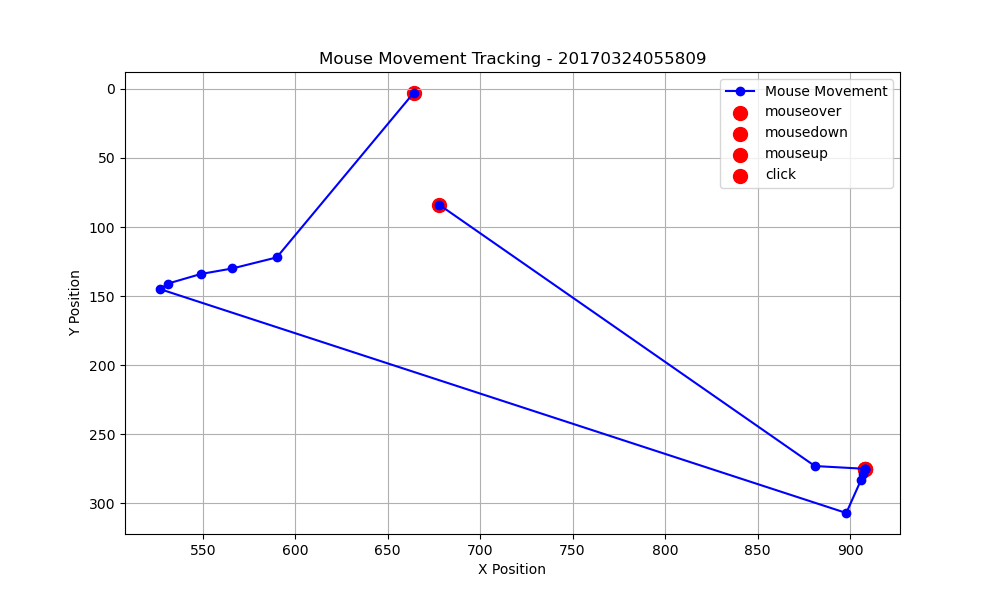 Mouse Movement Tracking - 20170324055809
Mouse Movement
mouseover
mousedown
mouseup
click
Y Position
0
50
100
150
200
250
300
550
600
650
700
750
800
850
900
X Position